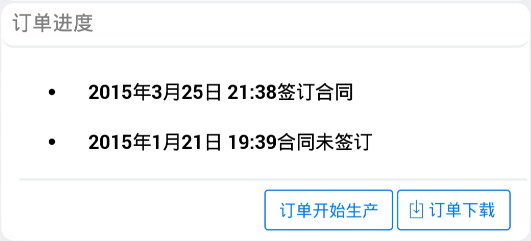 订单进度
2015年3月25日 21:38签订合同
2015年1月21日 19:39合同未签订
订单开始生产
订单下载